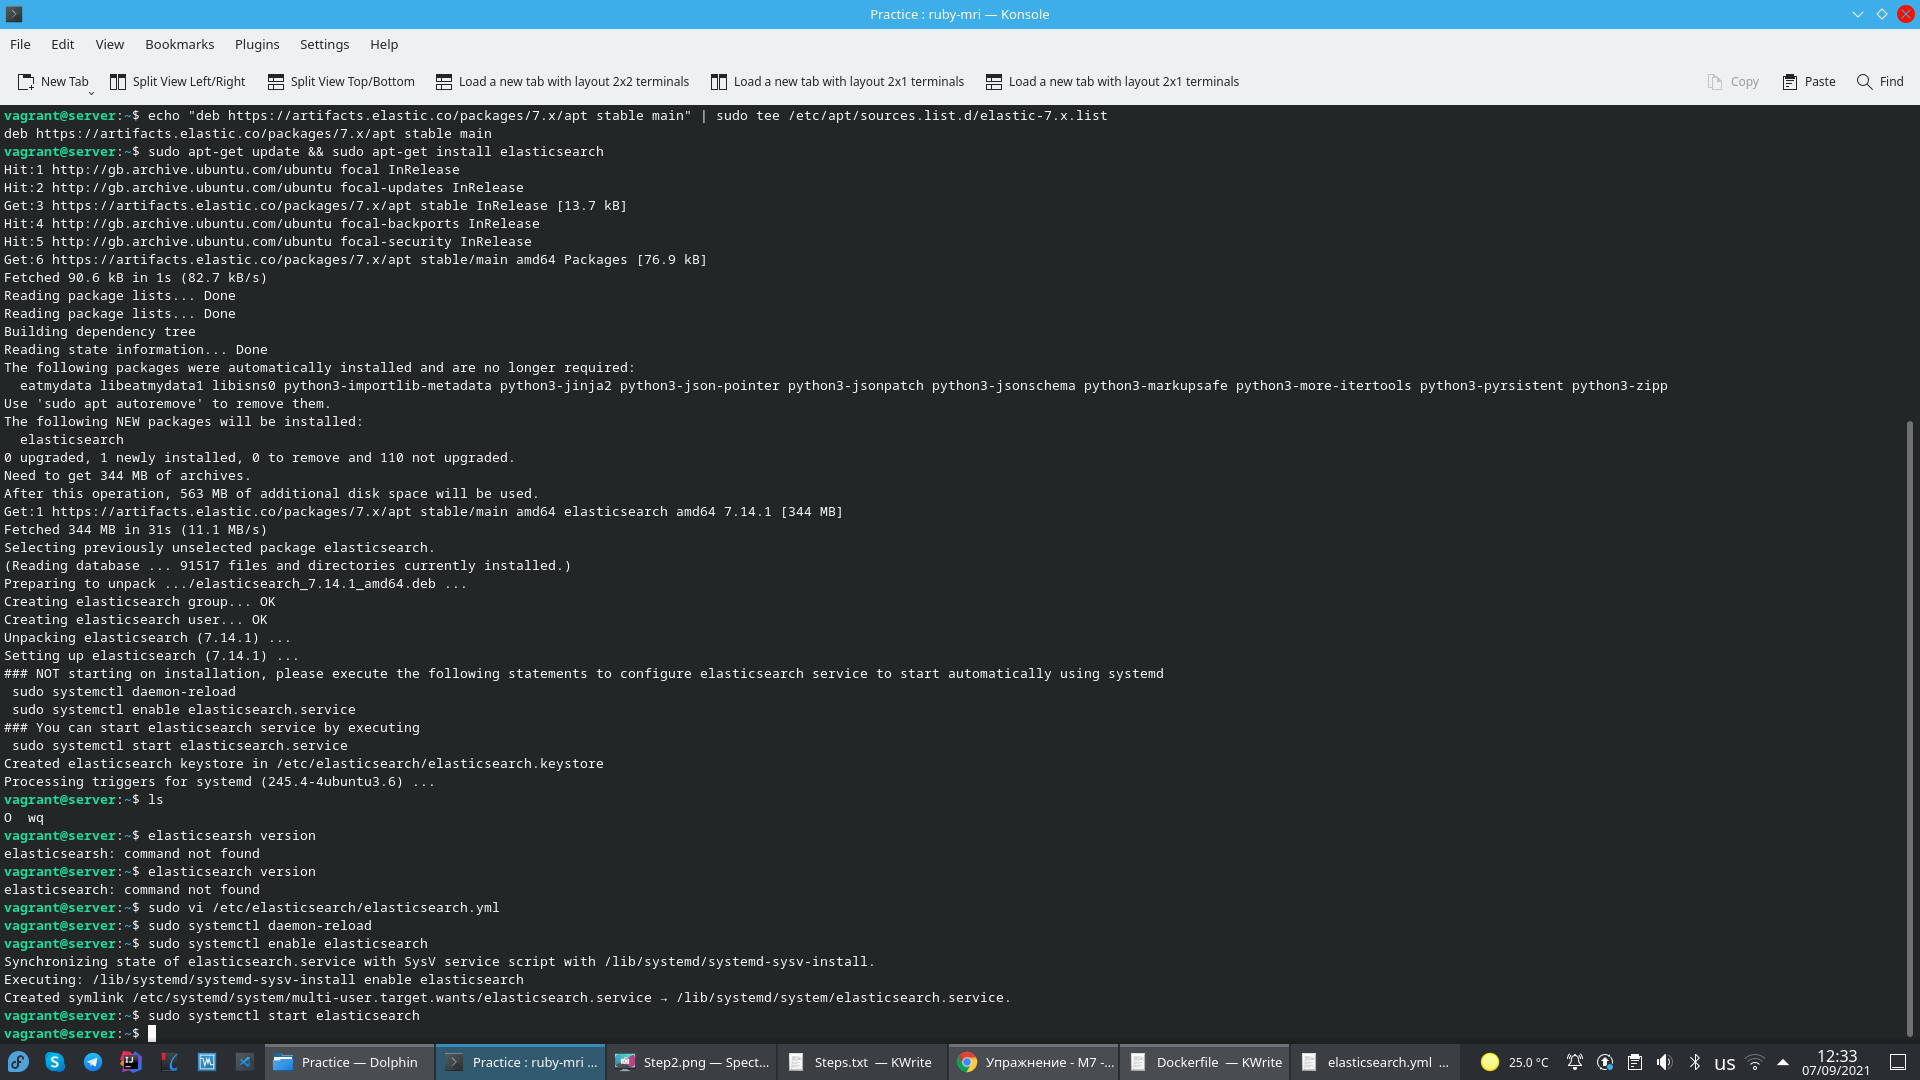 Practice : ruby-mri — Konsole
File Edit View Bookmarks Plugins Settings Help
New Tab Split View Left/Right Split View Top/Bottom Load a new tab with layout 2x2 terminals Load a new tab with layout 2x1 terminals Load a new tab with layout 2x1 terminals Copy Paste Find
vagrant@server:~$ echo "deb https://artifacts.elastic.co/packages/7.x/apt stable main" | sudo tee /etc/apt/sources.list.d/elastic-7.x.list
deb https://artifacts.elastic.co/packages/7.x/apt stable main
vagrant@server:~$ sudo apt-get update && sudo apt-get install elasticsearch
Hit:1 http://gb.archive.ubuntu.com/ubuntu focal InRelease
Hit:2 http://gb.archive.ubuntu.com/ubuntu focal-updates InRelease
Get:3 https://artifacts.elastic.co/packages/7.x/apt stable InRelease [13.7 kB]
Hit:4 http://gb.archive.ubuntu.com/ubuntu focal-backports InRelease
Hit:5 http://gb.archive.ubuntu.com/ubuntu focal-security InRelease
Get:6 https://artifacts.elastic.co/packages/7.x/apt stable/main amd64 Packages [76.9 kB]
Fetched 90.6 kB in 1s (82.7 kB/s)
Reading package lists... Done
Reading package lists... Done
Building dependency tree
Reading state information... Done
The following packages were automatically installed and are no longer required:
  eatmydata libeatmydata1 libisns0 python3-importlib-metadata python3-jinja2 python3-json-pointer python3-jsonpatch python3-jsonschema python3-markupsafe python3-more-itertools python3-pyrsistent python3-zipp
Use 'sudo apt autoremove' to remove them.
The following NEW packages will be installed:
  elasticsearch
0 upgraded, 1 newly installed, 0 to remove and 110 not upgraded.
Need to get 344 MB of archives.
After this operation, 563 MB of additional disk space will be used.
Get:1 https://artifacts.elastic.co/packages/7.x/apt stable/main amd64 elasticsearch amd64 7.14.1 [344 MB]
Fetched 344 MB in 31s (11.1 MB/s)
Selecting previously unselected package elasticsearch.
(Reading database ... 91517 files and directories currently installed.)
Preparing to unpack .../elasticsearch_7.14.1_amd64.deb ...
Creating elasticsearch group... OK
Creating elasticsearch user... OK
Unpacking elasticsearch (7.14.1) ...
Setting up elasticsearch (7.14.1) ...
### NOT starting on installation, please execute the following statements to configure elasticsearch service to start automatically using systemd
 sudo systemctl daemon-reload
 sudo systemctl enable elasticsearch.service
### You can start elasticsearch service by executing
 sudo systemctl start elasticsearch.service
Created elasticsearch keystore in /etc/elasticsearch/elasticsearch.keystore
Processing triggers for systemd (245.4-4ubuntu3.6) ...
vagrant@server:~$ ls
O  wq
vagrant@server:~$ elasticsearsh version
elasticsearsh: command not found
vagrant@server:~$ elasticsearch version
elasticsearch: command not found
vagrant@server:~$ sudo vi /etc/elasticsearch/elasticsearch.yml
vagrant@server:~$ sudo systemctl daemon-reload
vagrant@server:~$ sudo systemctl enable elasticsearch
Synchronizing state of elasticsearch.service with SysV service script with /lib/systemd/systemd-sysv-install.
Executing: /lib/systemd/systemd-sysv-install enable elasticsearch
Created symlink /etc/systemd/system/multi-user.target.wants/elasticsearch.service → /lib/systemd/system/elasticsearch.service.
vagrant@server:~$ sudo systemctl start elasticsearch
vagrant@server:~$
Practice — Dolphin Practice : ruby-mri ... Step2.png — Spect... Steps.txt — KWrite Упражнение - M7 -... Dockerfile — KWrite elasticsearch.yml ... 25.0 °C us 12:33
07/09/2021